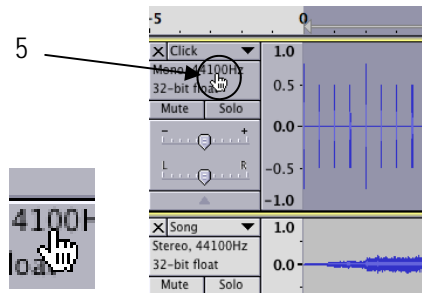 -5 0
5
X Click ▼ 1.0
Mono, 44100Hz
32-bit float 0.5
Mute Solo
- + 0.0
L R -0.5
-1.0
4100H
loat
X Song ▼ 1.0
Stereo, 44100Hz
32-bit float 0.0
Mute Solo